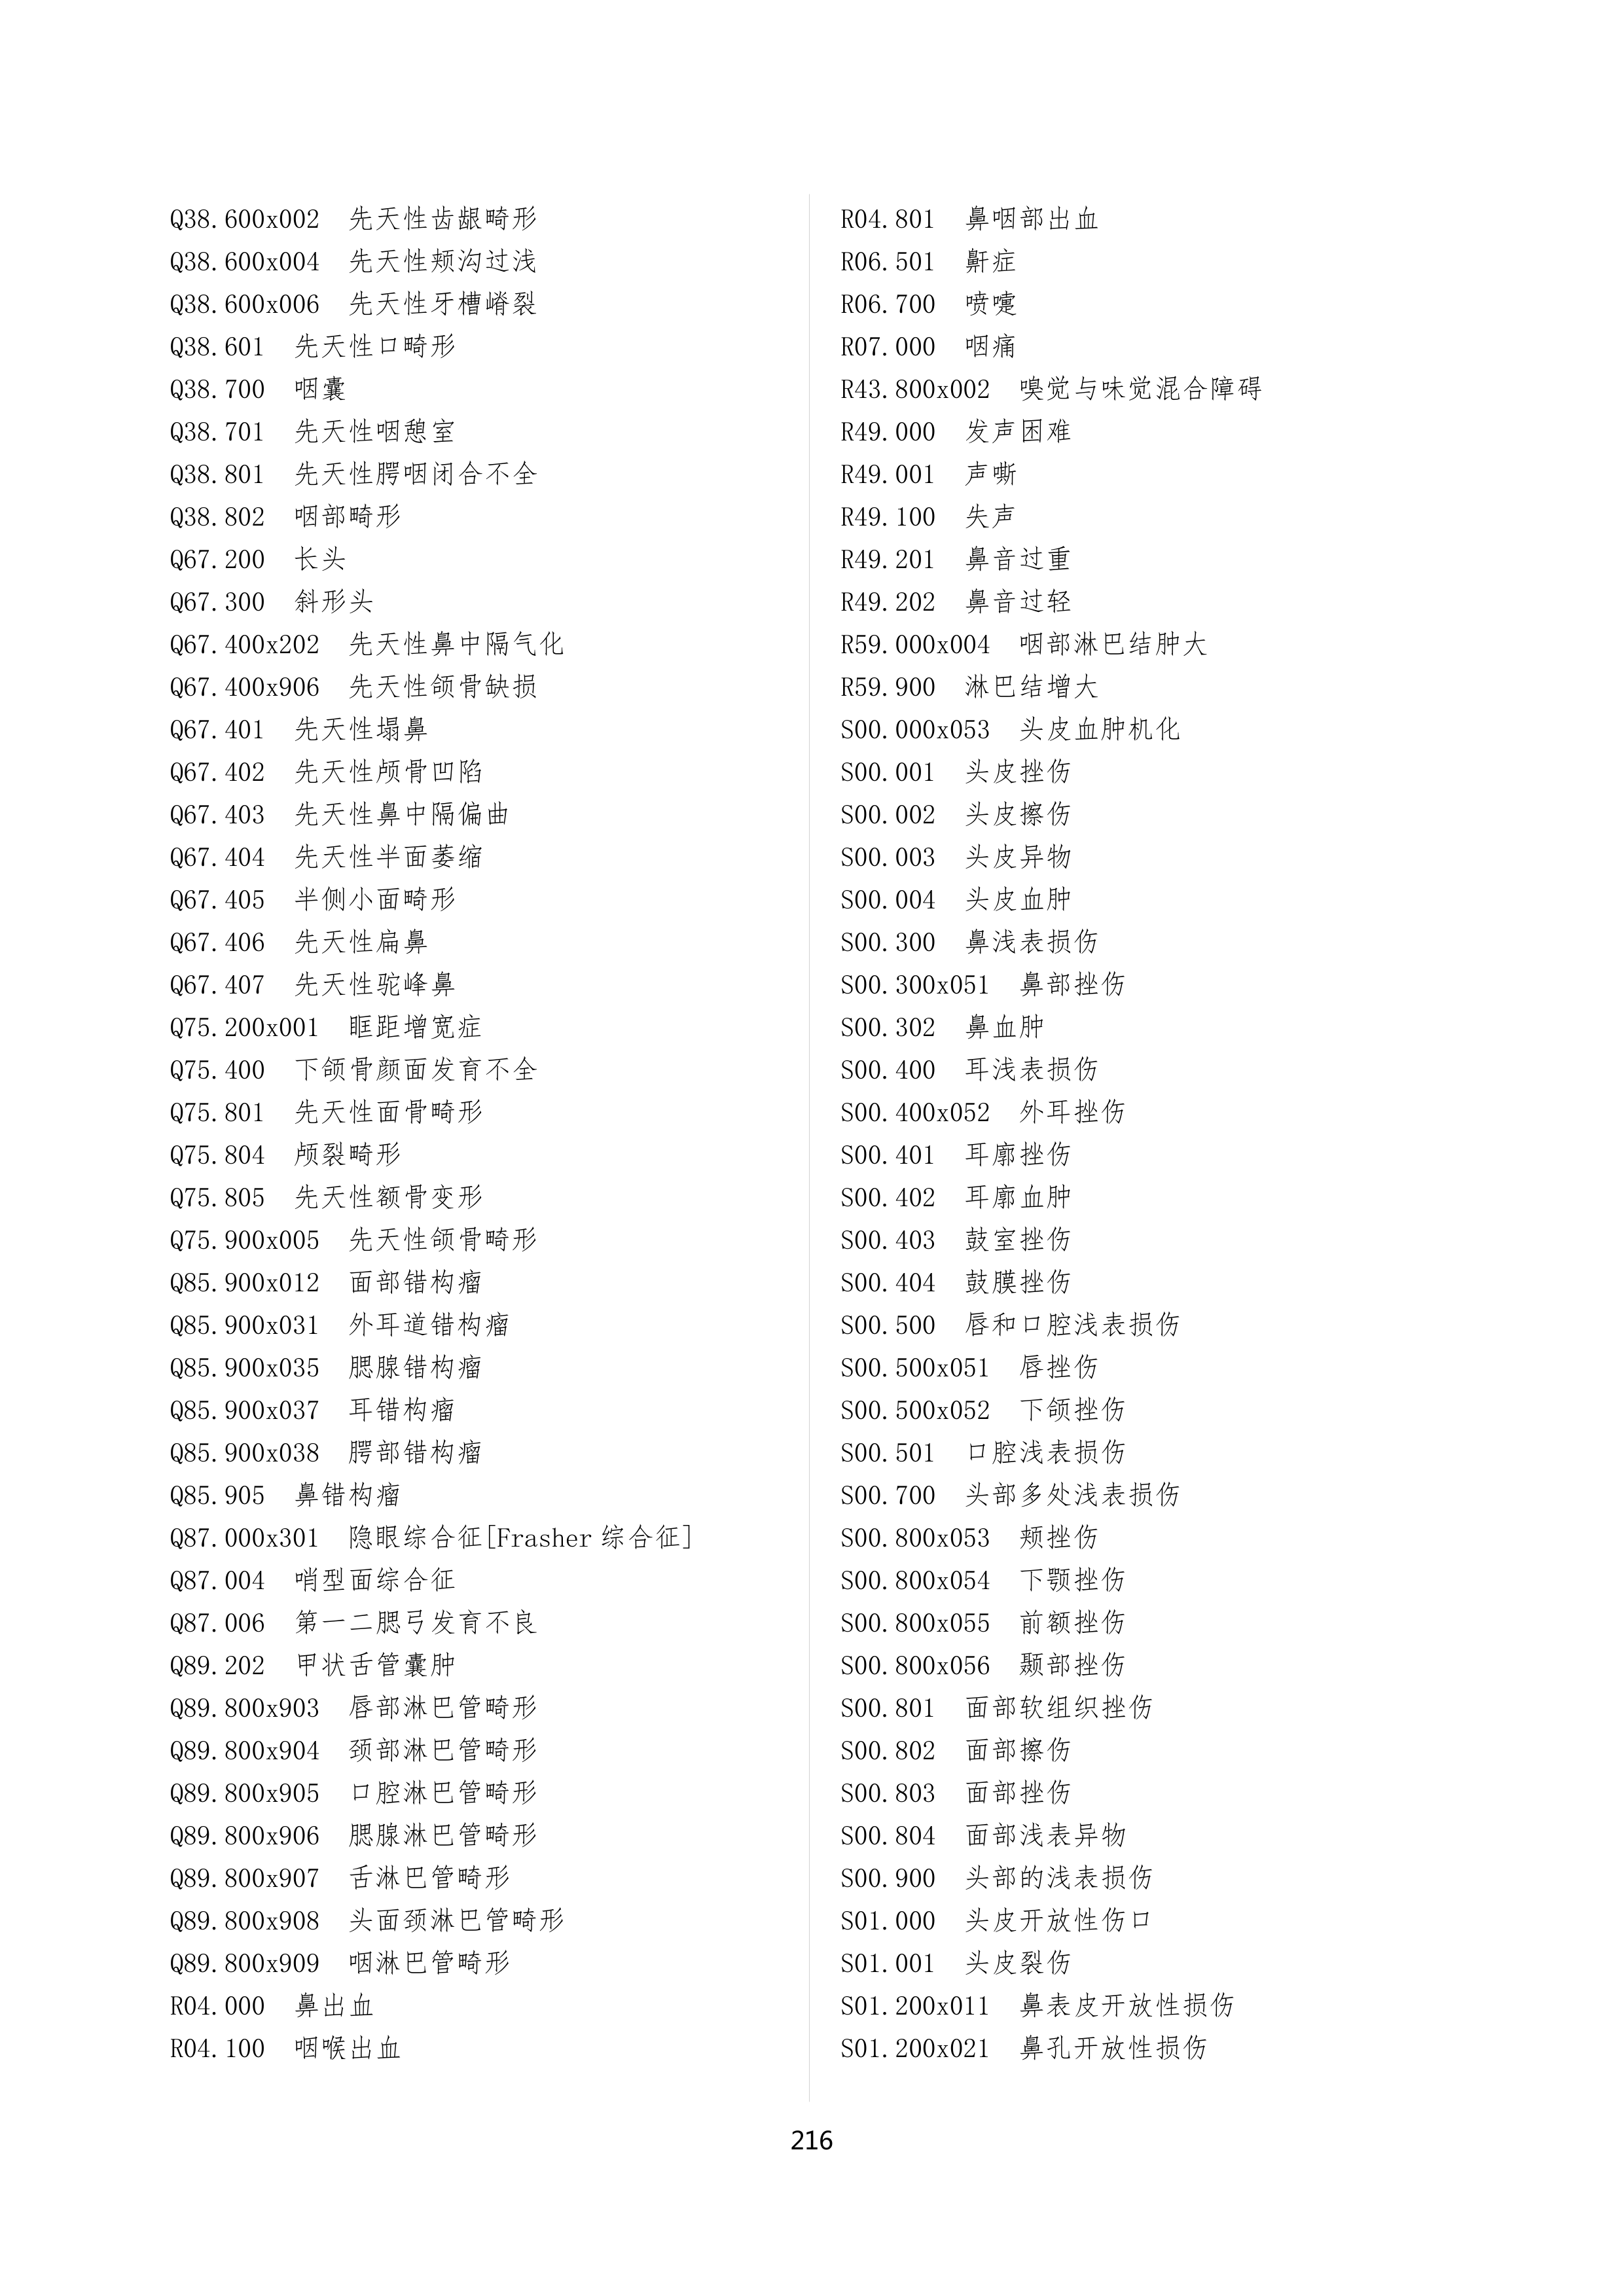 Q38.600x002 先天性齿龈畸形
Q38.600x004 先天性颊沟过浅
Q38.600x006 先天性牙槽嵴裂
Q38.601 先天性口畸形
Q38.700 咽囊
Q38.701 先天性咽憩室
Q38.801 先天性腭咽闭合不全
Q38.802 咽部畸形
Q67.200 长头
Q67.300 斜形头
Q67.400x202 先天性鼻中隔气化
Q67.400x906 先天性颌骨缺损
Q67.401 先天性塌鼻
Q67.402 先天性颅骨凹陷
Q67.403 先天性鼻中隔偏曲
Q67.404 先天性半面萎缩
Q67.405 半侧小面畸形
Q67.406 先天性扁鼻
Q67.407 先天性驼峰鼻
Q75.200x001 眶距增宽症
Q75.400 下颌骨颜面发育不全
Q75.801 先天性面骨畸形
Q75.804 颅裂畸形
Q75.805 先天性额骨变形
Q75.900x005 先天性颌骨畸形
Q85.900x012 面部错构瘤
Q85.900x031 外耳道错构瘤
Q85.900x035 腮腺错构瘤
Q85.900x037 耳错构瘤
Q85.900x038 腭部错构瘤
Q85.905 鼻错构瘤
Q87.000x301 隐眼综合征[Frasher 综合征]
Q87.004 哨型面综合征
Q87.006 第一二腮弓发育不良
Q89.202 甲状舌管囊肿
Q89.800x903 唇部淋巴管畸形
Q89.800x904 颈部淋巴管畸形
Q89.800x905 口腔淋巴管畸形
Q89.800x906 腮腺淋巴管畸形
Q89.800x907 舌淋巴管畸形
Q89.800x908 头面颈淋巴管畸形
Q89.800x909 咽淋巴管畸形
R04.000 鼻出血
R04.100 咽喉出血
R04.801 鼻咽部出血
R06.501 鼾症
R06.700 喷嚏
R07.000 咽痛
R43.800x002 嗅觉与味觉混合障碍
R49.000 发声困难
R49.001 声嘶
R49.100 失声
R49.201 鼻音过重
R49.202 鼻音过轻
R59.000x004 咽部淋巴结肿大
R59.900 淋巴结增大
S00.000x053 头皮血肿机化
S00.001 头皮挫伤
S00.002 头皮擦伤
S00.003 头皮异物
S00.004 头皮血肿
S00.300 鼻浅表损伤
S00.300x051 鼻部挫伤
S00.302 鼻血肿
S00.400 耳浅表损伤
S00.400x052 外耳挫伤
S00.401 耳廓挫伤
S00.402 耳廓血肿
S00.403 鼓室挫伤
S00.404 鼓膜挫伤
S00.500 唇和口腔浅表损伤
S00.500x051 唇挫伤
S00.500x052 下颌挫伤
S00.501 口腔浅表损伤
S00.700 头部多处浅表损伤
S00.800x053 颊挫伤
S00.800x054 下颚挫伤
S00.800x055 前额挫伤
S00.800x056 颞部挫伤
S00.801 面部软组织挫伤
S00.802 面部擦伤
S00.803 面部挫伤
S00.804 面部浅表异物
S00.900 头部的浅表损伤
S01.000 头皮开放性伤口
S01.001 头皮裂伤
S01.200x011 鼻表皮开放性损伤
S01.200x021 鼻孔开放性损伤
216